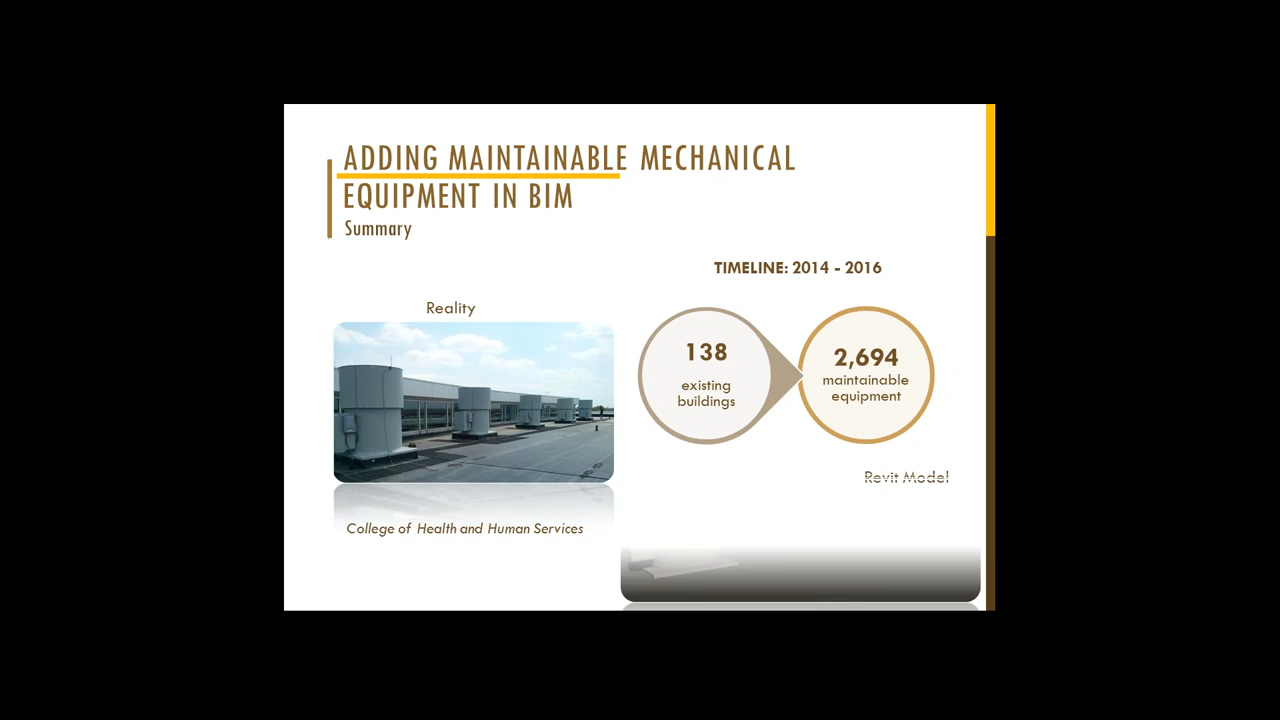 ADDING MAINTAINABLE MECHANICAL
EQUIPMENT IN BIM
Summary
TIMELINE: 2014 - 2016
Reality
138
existing
buildings
2,694
maintainable
equipment
Revit Model
College of Health and Human Services